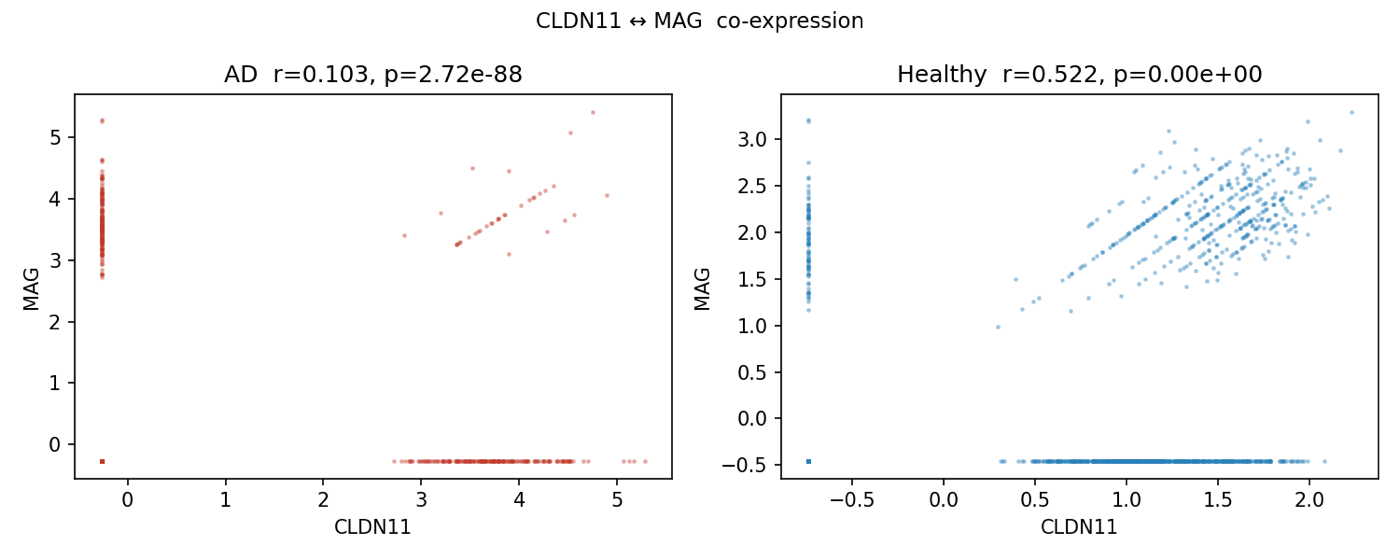 CLDN11 ↔ MAG  co-expression
AD  r=0.103, p=2.72e-88
MAG
5
4
3
2
1
0
0 1 2 3 4 5
CLDN11
Healthy  r=0.522, p=0.00e+00
MAG
3.0
2.5
2.0
1.5
1.0
0.5
0.0
−0.5
−0.5 0.0 0.5 1.0 1.5 2.0
CLDN11